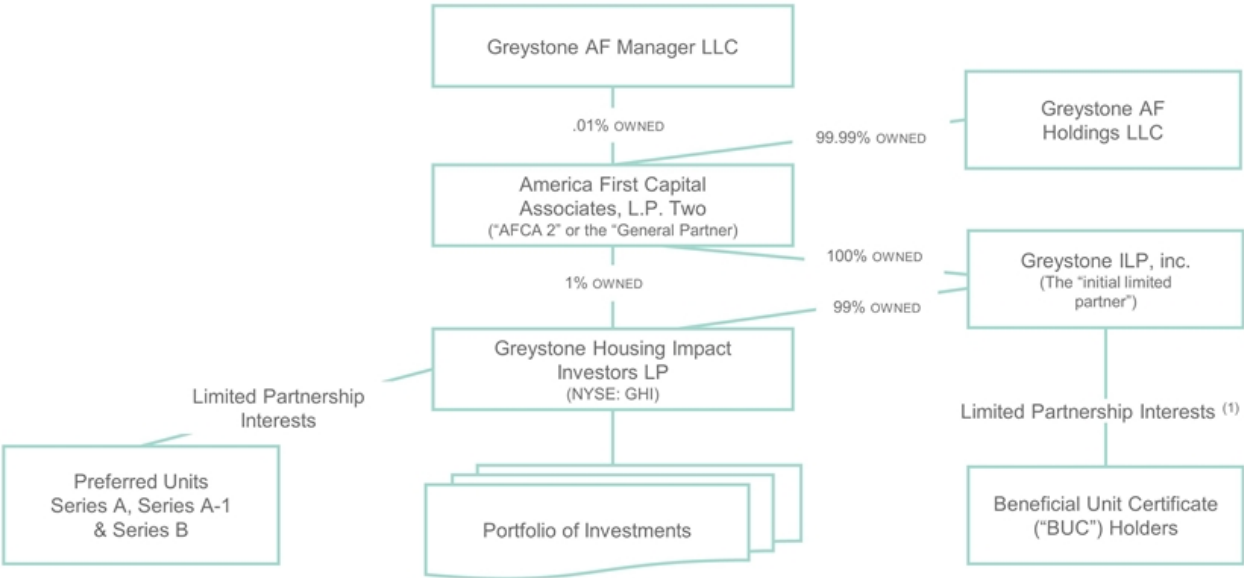 Greystone AF Manager LLC
Greystone AF
Holdings LLC
.01% OWNED
99.99% OWNED
America First Capital
Associates, L.P. Two
(“AFCA 2” or the “General Partner)
100% OWNED
Greystone ILP, inc.
(The “initial limited
partner”)
1% OWNED
99% OWNED
Greystone Housing Impact
Investors LP
(NYSE: GHI)
Limited Partnership
Interests
Limited Partnership Interests (1)
Preferred Units
Series A, Series A-1
& Series B
Portfolio of Investments
Beneficial Unit Certificate
(“BUC”) Holders